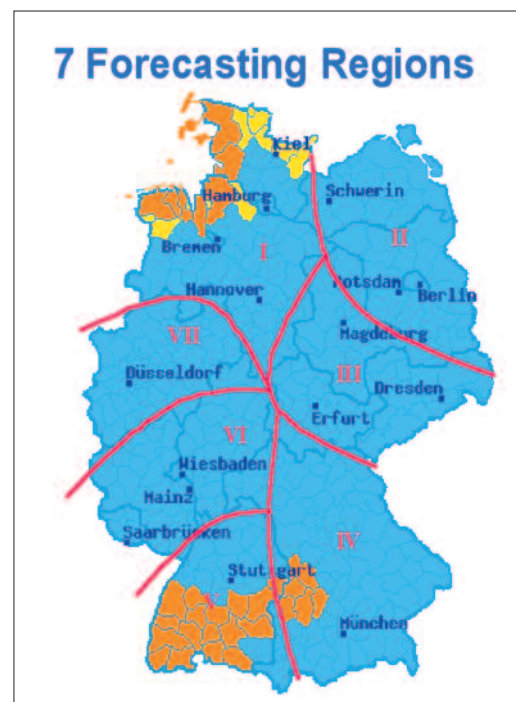 7 Forecasting Regions
Kiel
Schwerin
Hamburg
II
Bremen
I
Potsdam
Berlin
Hannover
VII
Magdeburg
Düsseldorf
III
Dresden
Erfurt
VI
Wiesbaden
Mainz
Saarbrücken
IV
Stuttgart
V
München